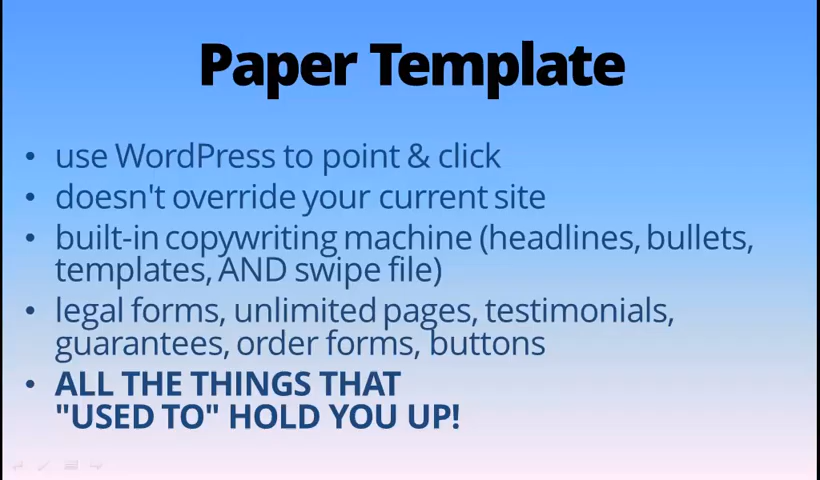 Paper Template
• use WordPress to point & click
• doesn't override your current site
• built-in copywriting machine (headlines, bullets,
templates, AND swipe file)
• legal forms, unlimited pages, testimonials,
guarantees, order forms, buttons
• ALL THE THINGS THAT
"USED TO" HOLD YOU UP!